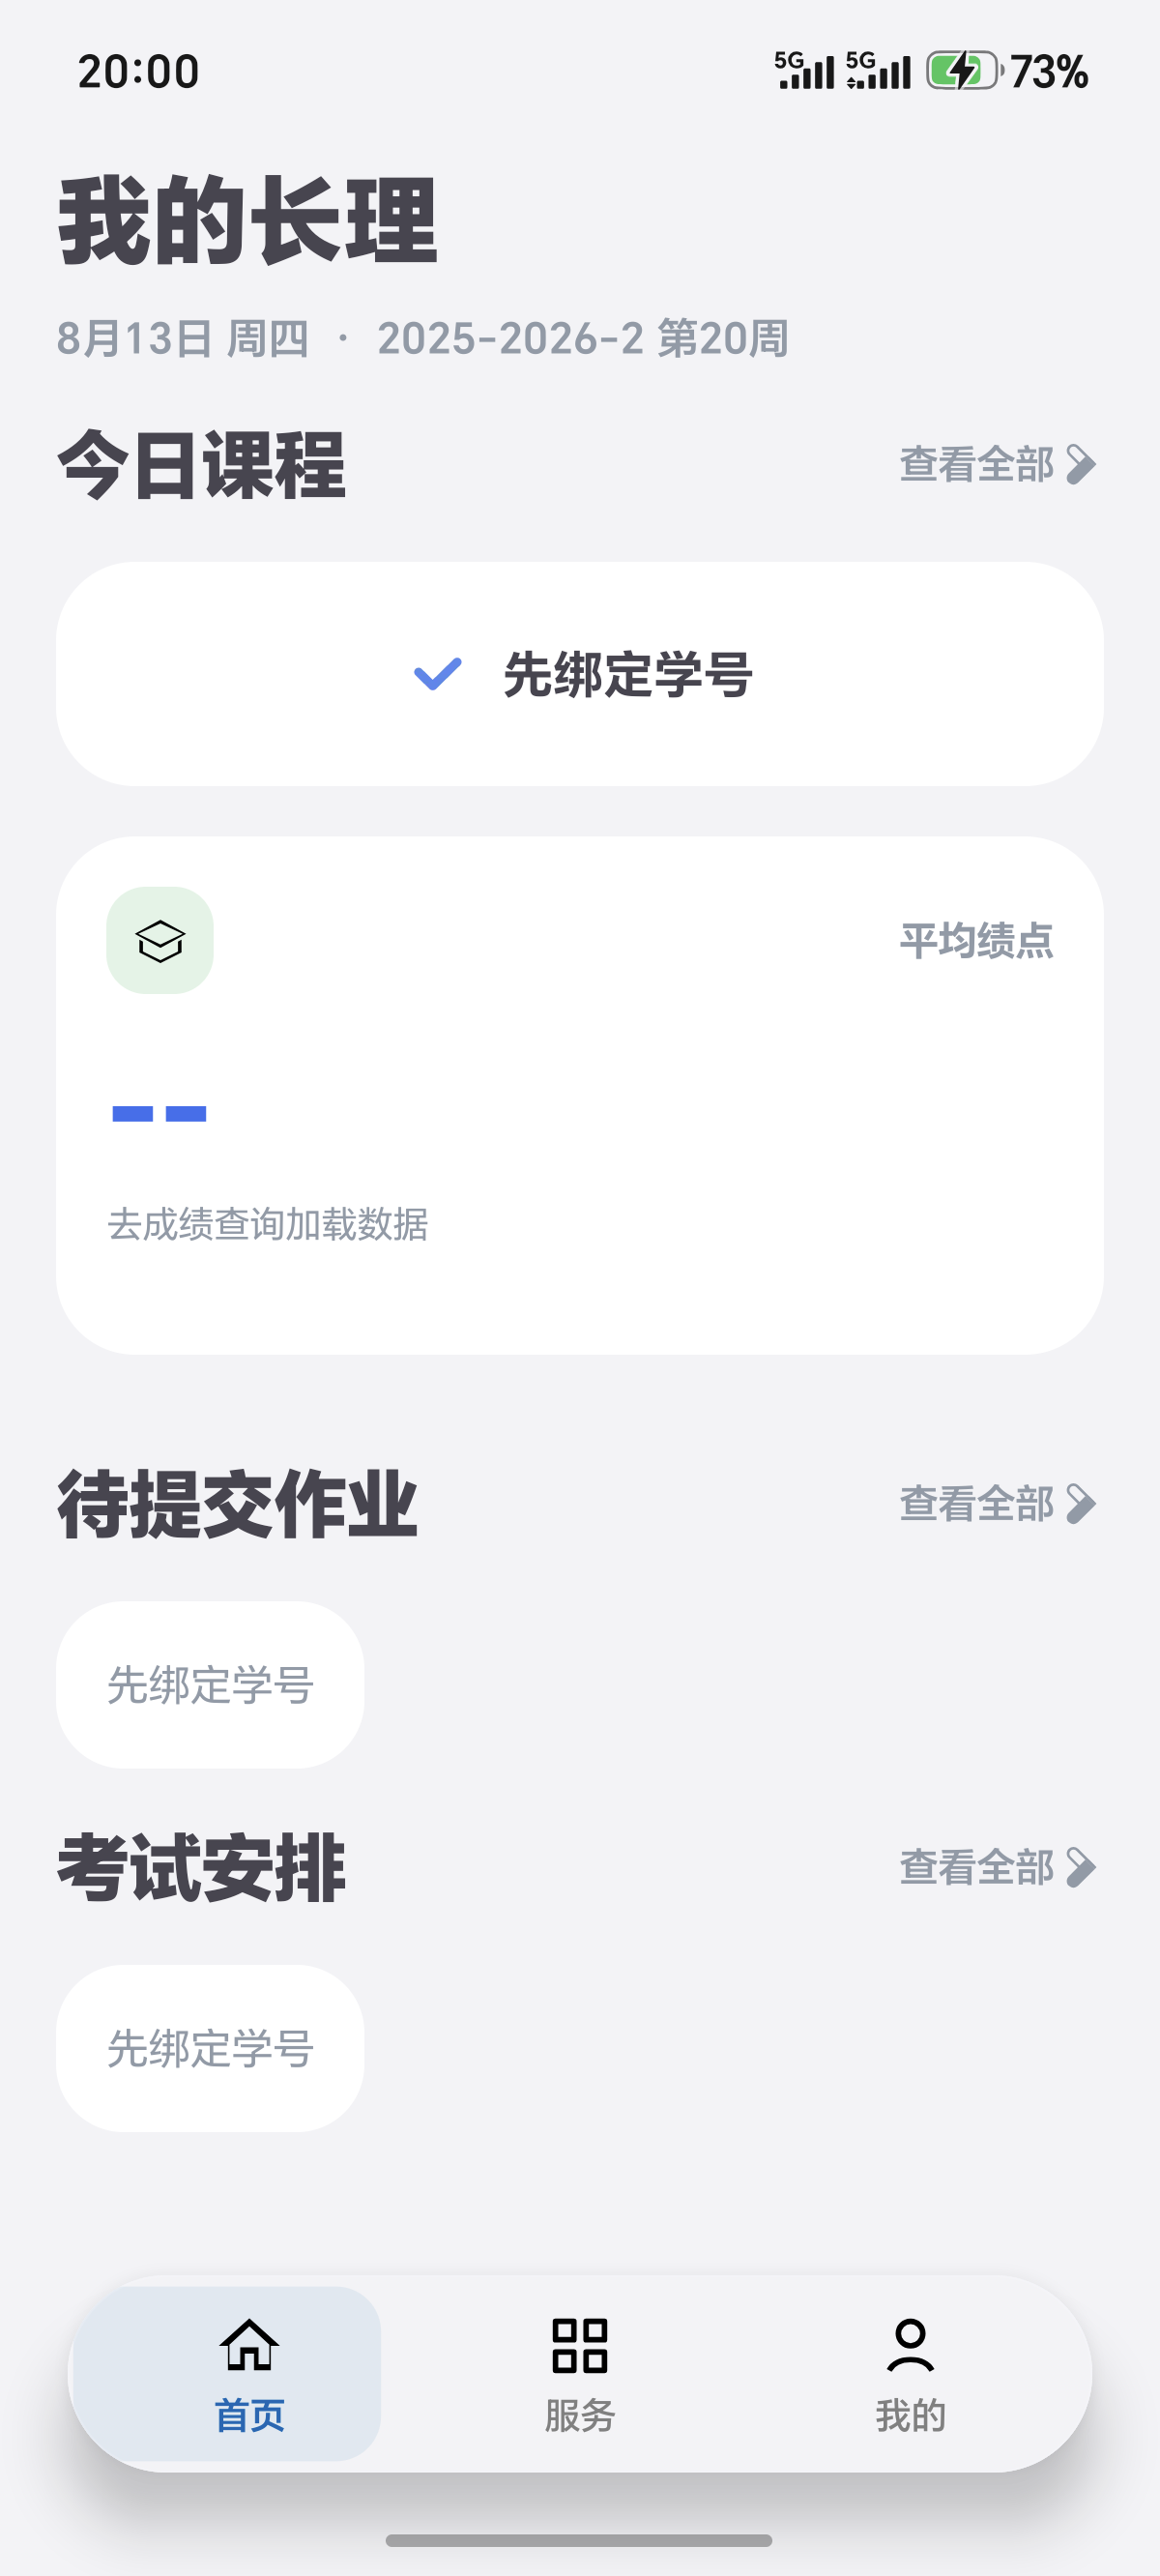 20:00 5G 5G 73%
我的长理
8月13日 周四 · 2025-2026-2 第20周
今日课程 查看全部
先绑定学号
平均绩点
--
去成绩查询加载数据
待提交作业 查看全部
先绑定学号
考试安排 查看全部
先绑定学号
首页 服务 我的